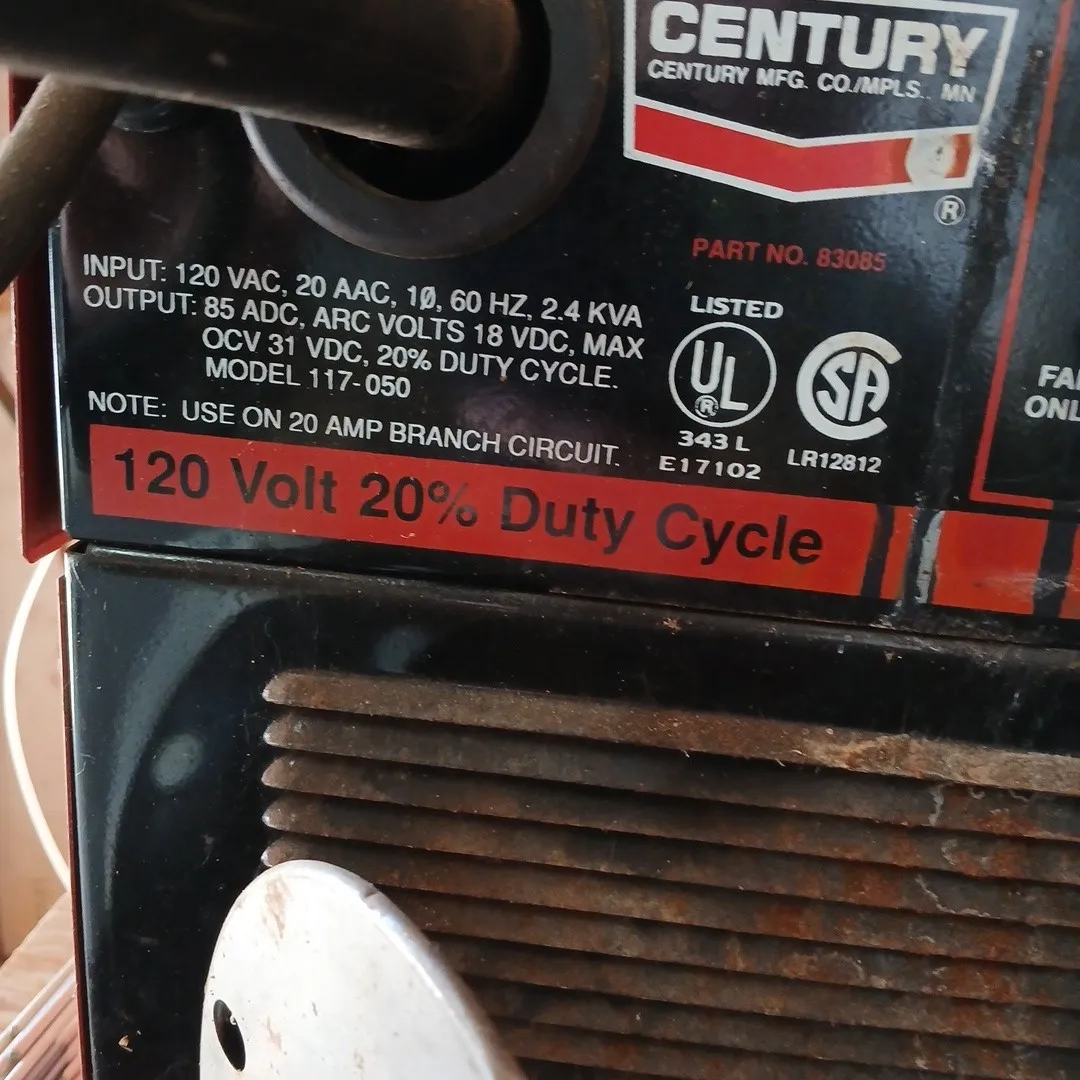 CENTURY
CENTURY MFG. CO./MPLS. MN
®
PART NO. 83085
INPUT: 120 VAC, 20 AAC, 1Ø, 60 HZ, 2.4 KVA
OUTPUT: 85 ADC, ARC VOLTS 18 VDC, MAX
OCV 31 VDC, 20% DUTY CYCLE.
MODEL 117-050
NOTE: USE ON 20 AMP BRANCH CIRCUIT.
LISTED
UL
®
343 L
E17102
CSA
LR12812
120 Volt 20% Duty Cycle